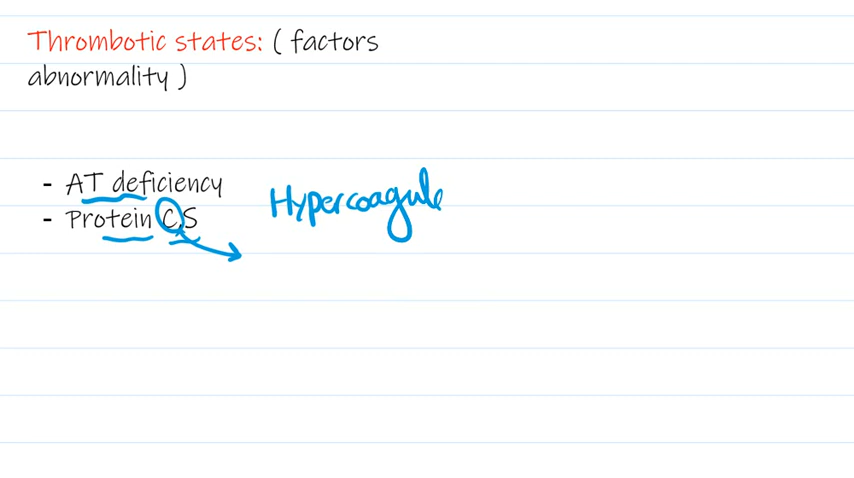 Thrombotic states: ( factors
abnormality )
- AT deficiency
- Protein C,S
Hypercoagule